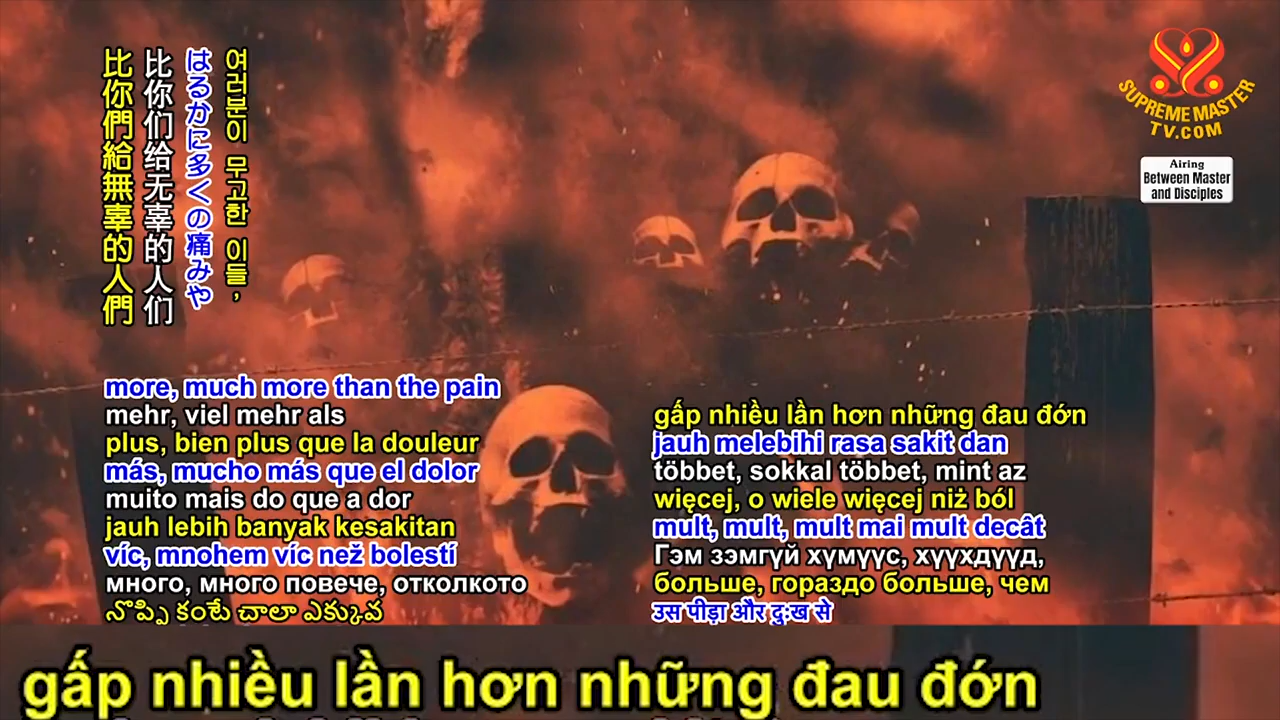 여러분이 무고한 이들,
はるかに多くの痛みや
比你们给无辜的人们
比你們給無辜的人們
SUPREME MASTER
TV.COM
Airing
Between Master
and Disciples
more, much more than the pain
mehr, viel mehr als
plus, bien plus que la douleur
más, mucho más que el dolor
muito mais do que a dor
jauh lebih banyak kesakitan
víc, mnohem víc než bolestí
много, много повече, отколкото
నొప్పి కంటే చాలా ఎక్కువ
gấp nhiều lần hơn những đau đớn
jauh melebihi rasa sakit dan
többet, sokkal többet, mint az
więcej, o wiele więcej niż ból
mult, mult, mult mai mult decât
Гэм зэмгүй хүмүүс, хүүхдүүд,
больше, гораздо больше, чем
उस पीड़ा और दुःख से
gấp nhiều lần hơn những đau đớn